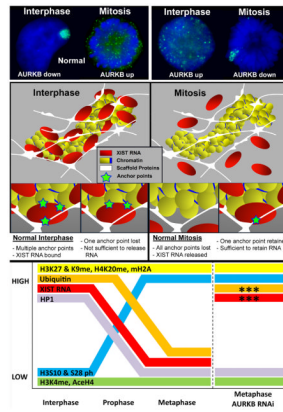 Interphase
Mitosis
Interphase
Mitosis
Normal
AURKB down
AURKB up
AURKB up
AURKB down
Interphase
Mitosis
XIST RNA
Chromatin
Scaffold Proteins
Anchor points
Normal Interphase
- Multiple anchor points
- XIST RNA bound
- One anchor point lost
- Not sufficient to release
RNA
Normal Mitosis
- All anchor points lost
- XIST RNA released
- One anchor point retained
- Sufficient to retain RNA
HIGH
LOW
H3K27 & K9me, H4K20me, mH2A
Ubiquitin
XIST RNA
HP1
***
***
H3S10 & S28 ph
H3K4me, AceH4
Interphase
Prophase
Metaphase
Metaphase
AURKB RNAi